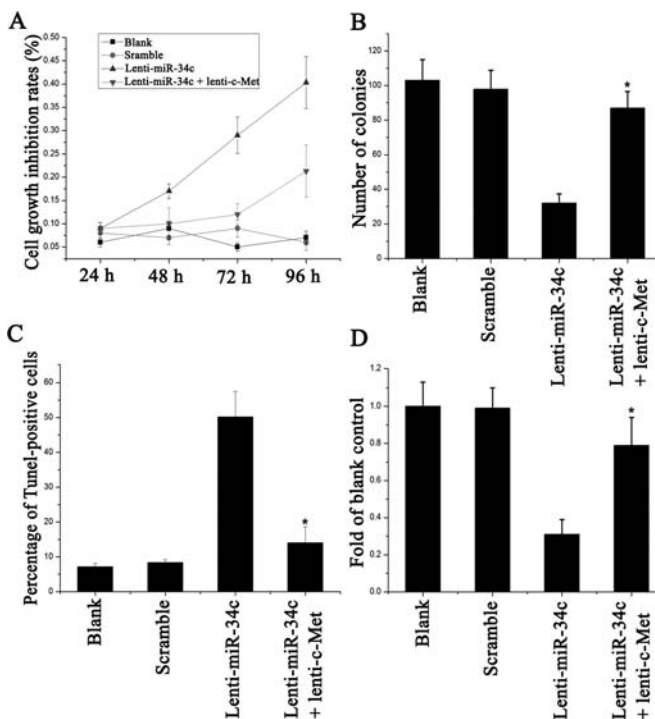 A
Cell growth inhibition rates (%)
0.50
0.45
0.40
0.35
0.30
0.25
0.20
0.15
0.10
0.05
Blank
Sramble
Lenti-miR-34c
Lenti-miR-34c + lenti-c-Met
24 h 48 h 72 h 96 h
B
Number of colonies
120
100
80
60
40
20
0
*
Blank
Scramble
Lenti-miR-34c
Lenti-miR-34c
+ lenti-c-Met
C
Percentage of Tunel-positive cells
60
50
40
30
20
10
0
*
Blank
Scramble
Lenti-miR-34c
Lenti-miR-34c
+ lenti-c-Met
D
Fold of blank control
1.2
1.0
0.8
0.6
0.4
0.2
0.0
*
Blank
Scramble
Lenti-miR-34c
Lenti-miR-34c
+ lenti-c-Met